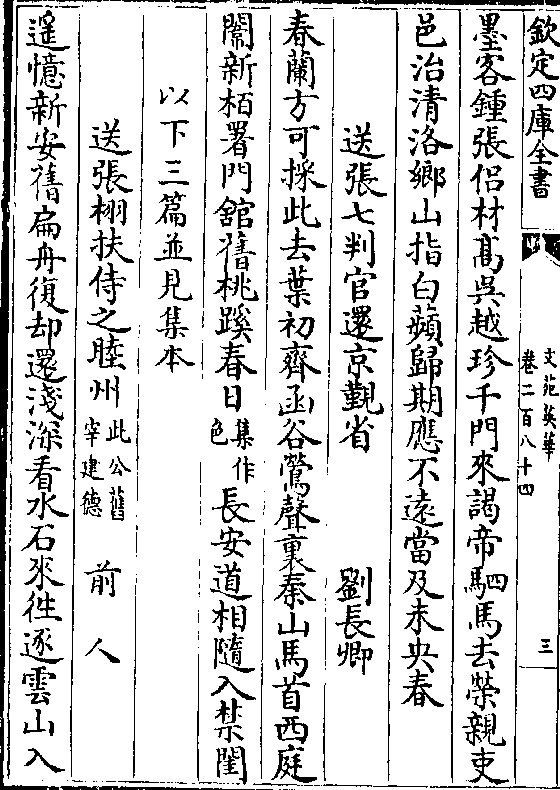 欽定四庫全書
文苑英華
卷二百八十四
三
墨客鍾張侶材髙吳越珍千門來謁帝駟馬去榮親吏
邑治清洛鄉山指白蘋歸期應不遠當及未央春
送張七判官還京覲省 劉長卿
春蘭方可採此去葉初齊函谷鶯聲裏秦山馬首西庭
闈新栢署門舘舊桃蹊春日集作色長安道相隨入禁閨
以下三篇並見集本
送張栩扶侍之睦州此公舊宰建德 前人
遥憶新安舊扁舟復却還淺深看水石來徃逐雲山入